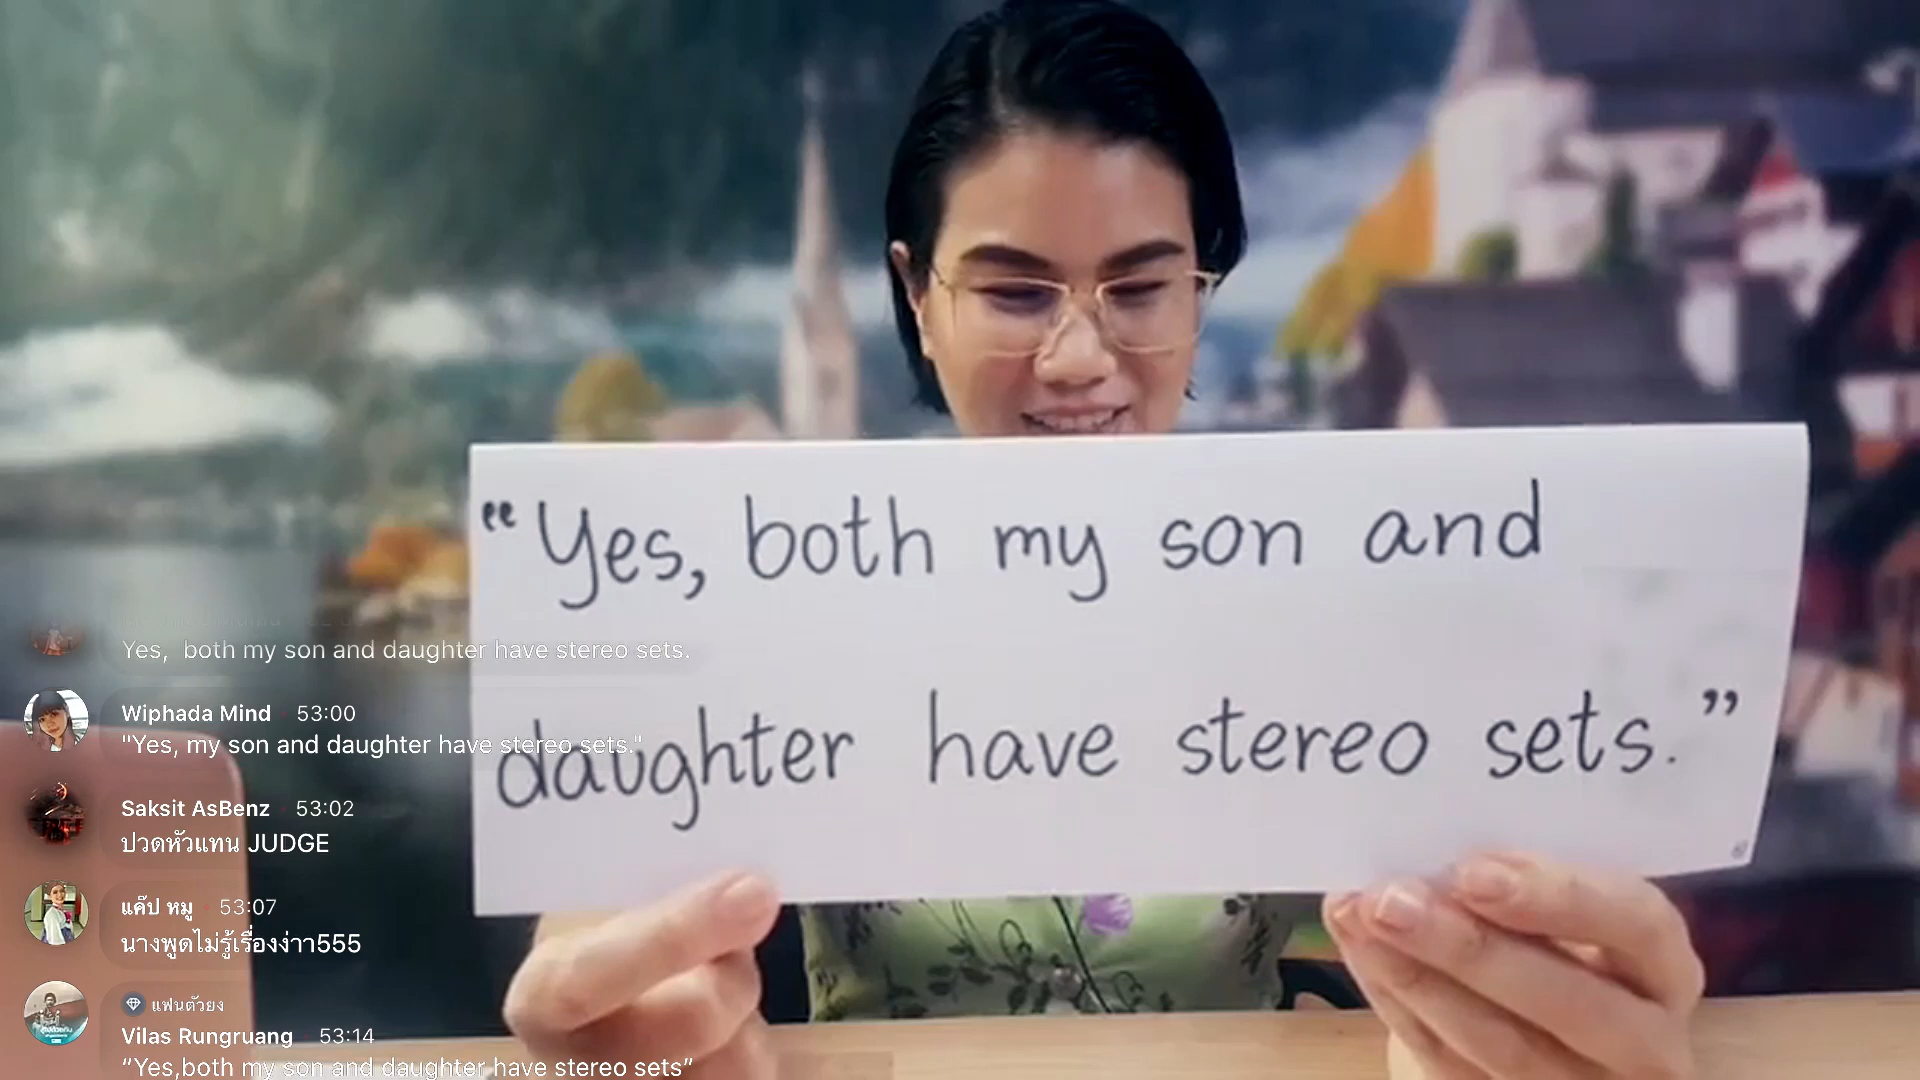 “Yes, both my son and
daughter have stereo sets.”
Yes, both my son and daughter have stereo sets.
Wiphada Mind · 53:00
"Yes, my son and daughter have stereo sets."
Saksit AsBenz · 53:02
ปวดหัวแทน JUDGE
แค๊ป หมู · 53:07
นางพูดไม่รู้เรื่องง่าา555
แฟนตัวยง
Vilas Rungruang · 53:14
“Yes,both my son and daughter have stereo sets”